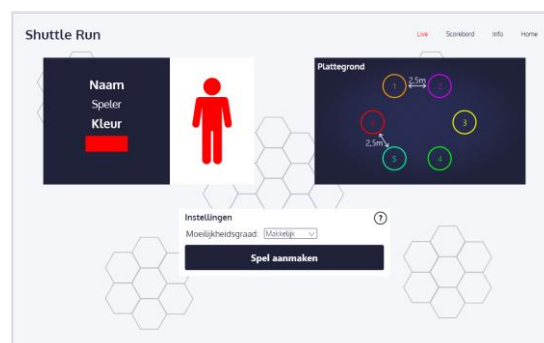 Shuttle Run
Live Scorebord Info Home
Naam
Speler
Kleur
Plattegrond
1
2,5m
2
3
2,5m
5
4
Instellingen
?
Moeilijkheidsgraad: Makkelijk
Spel aanmaken